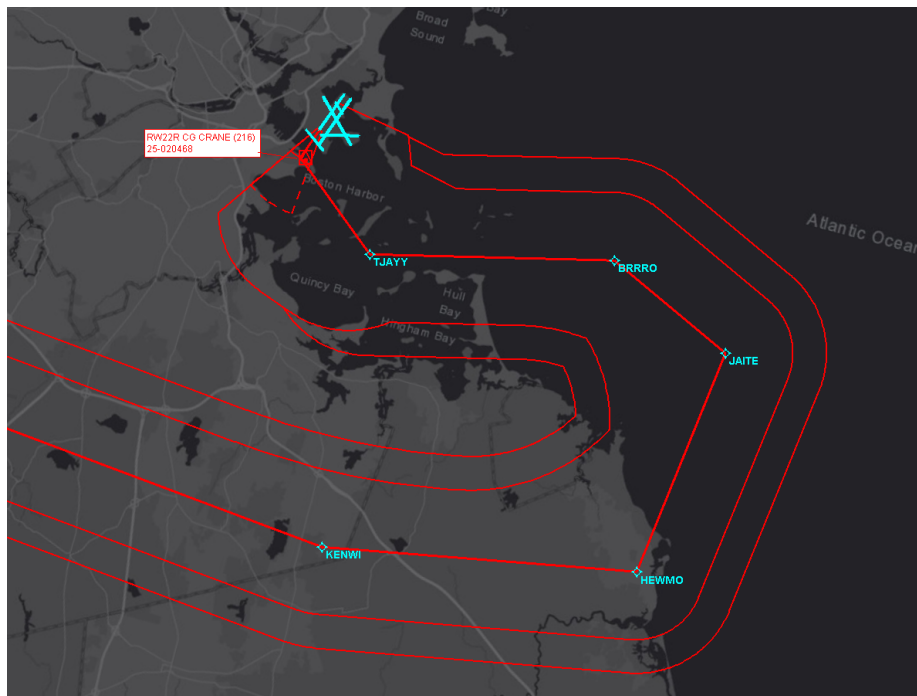 Broad
Sound
Bay
RW22R CG CRANE (216)
25-020468
Boston Harbor
Atlantic Ocean
TJAYY
BRRRO
Quincy Bay
Hull
Bay
Hingham Bay
JAITE
KENWI
HEWMO